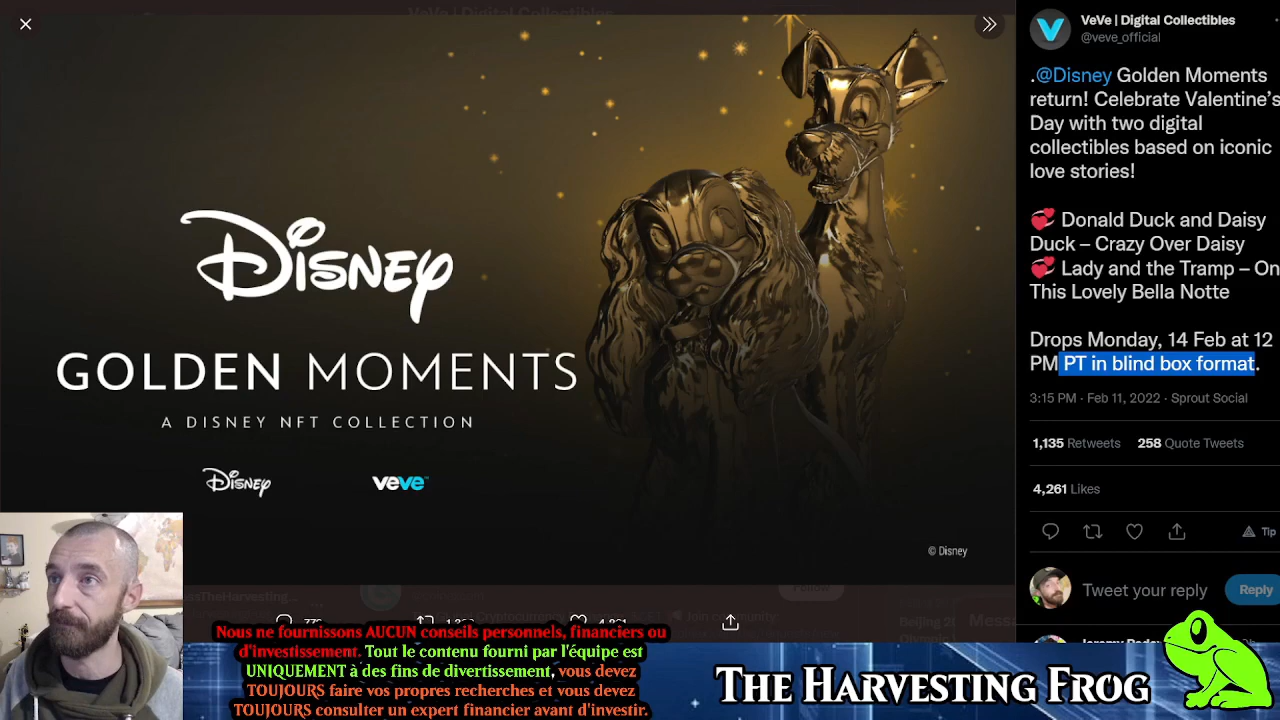 VeVe | Digital Collectibles
@veve_official
.@Disney Golden Moments
return! Celebrate Valentine's
Day with two digital
collectibles based on iconic
love stories!
💞 Donald Duck and Daisy
Duck – Crazy Over Daisy
💞 Lady and the Tramp – On
This Lovely Bella Notte
Drops Monday, 14 Feb at 12
PM PT in blind box format.
3:15 PM · Feb 11, 2022 · Sprout Social
1,135 Retweets 258 Quote Tweets
4,261 Likes
Tip
Tweet your reply
Reply
Disney
GOLDEN MOMENTS
A DISNEY NFT COLLECTION
Disney veve
© Disney
Nous ne fournissons AUCUN conseils personnels, financiers ou
d'investissement. Tout le contenu fourni par l'équipe est
UNIQUEMENT à des fins de divertissement, vous devez
TOUJOURS faire vos propres recherches et vous devez
TOUJOURS consulter un expert financier avant d'investir.
The Harvesting Frog